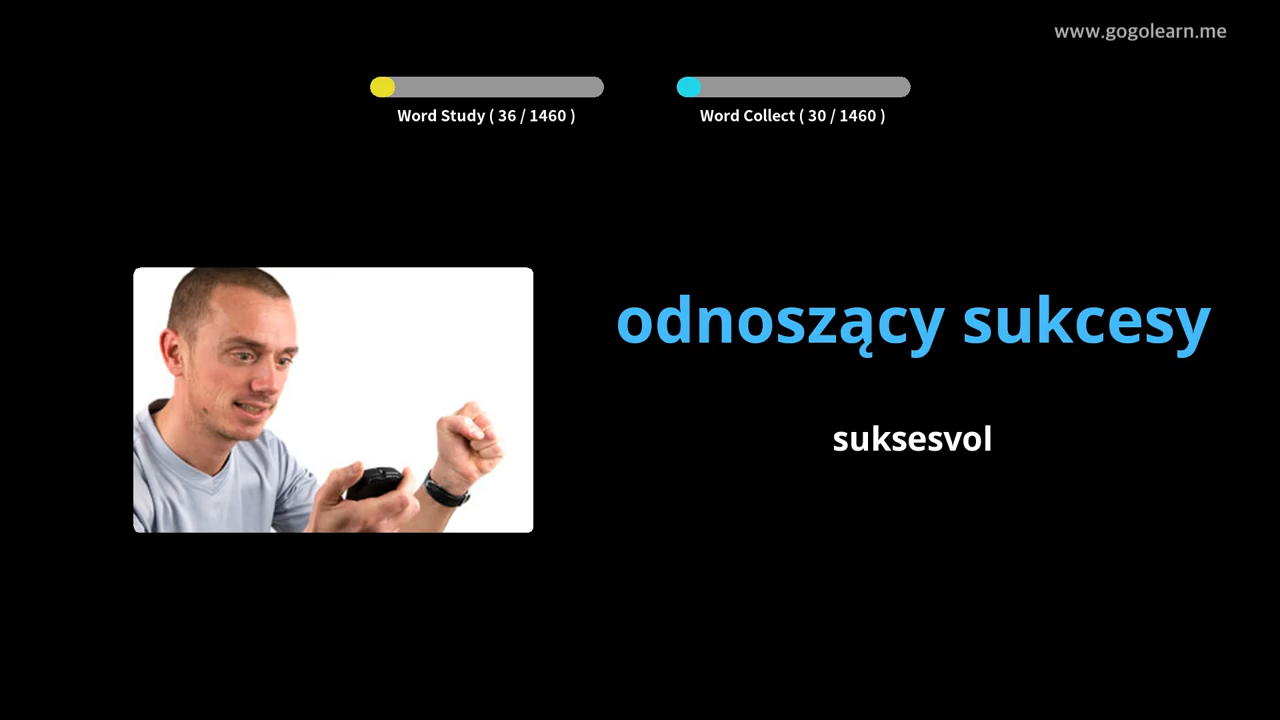 www.gogolearn.me
Word Study ( 36 / 1460 )
Word Collect ( 30 / 1460 )
odnoszący sukcesy
suksesvol